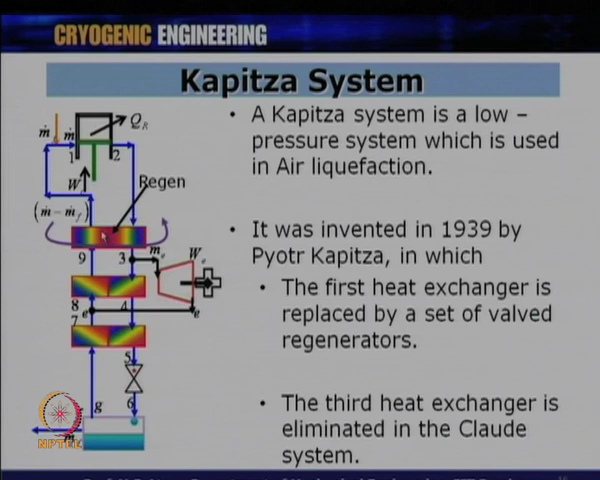 CRYOGENIC ENGINEERING
Kapitza System
• A Kapitza system is a low –
pressure system which is used
in Air liquefaction.
• It was invented in 1939 by
Pyotr Kapitza, in which
• The first heat exchanger is
replaced by a set of valved
regenerators.
• The third heat exchanger is
eliminated in the Claude
system.
ṁ ṁ Q_R
1 2
W
Regen
(ṁ − ṁ_f)
9 3 ṁ_e W_e
8 4
7 e e
5
6
g
NPTEL